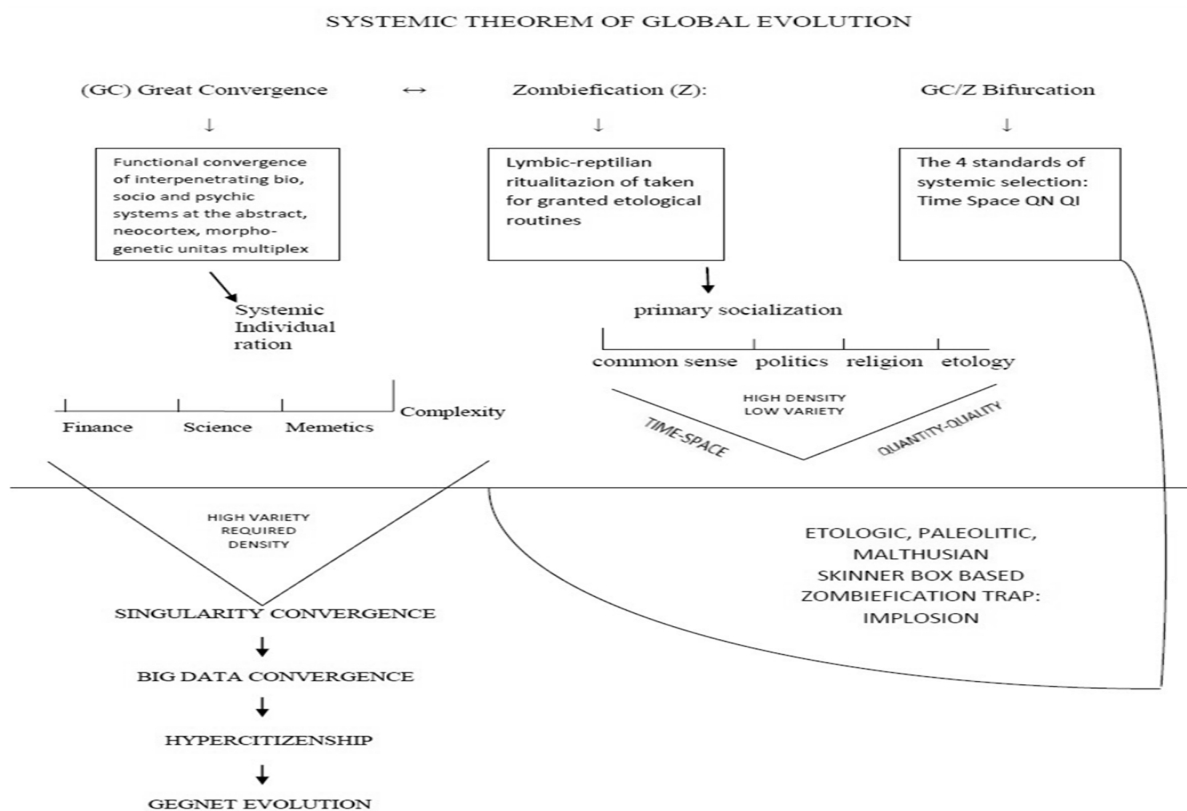 SYSTEMIC THEOREM OF GLOBAL EVOLUTION
(GC) Great Convergence ↔ Zombiefication (Z): GC/Z Bifurcation
Functional convergence
of interpenetrating bio,
socio and psychic
systems at the abstract,
neocortex, morpho-
genetic unitas multiplex
Lymbic-reptilian
ritualitazion of taken
for granted etological
routines
The 4 standards of
systemic selection:
Time Space QN QI
Systemic
Individual
ration
primary socialization
common sense politics religion etology
HIGH DENSITY
LOW VARIETY
TIME-SPACE
QUANTITY-QUALITY
Complexity
Finance Science Memetics
HIGH VARIETY
REQUIRED
DENSITY
ETOLOGIC, PALEOLITIC,
MALTHUSIAN
SKINNER BOX BASED
ZOMBIEFICATION TRAP:
IMPLOSION
SINGULARITY CONVERGENCE
BIG DATA CONVERGENCE
HYPERCITIZENSHIP
GEGNET EVOLUTION